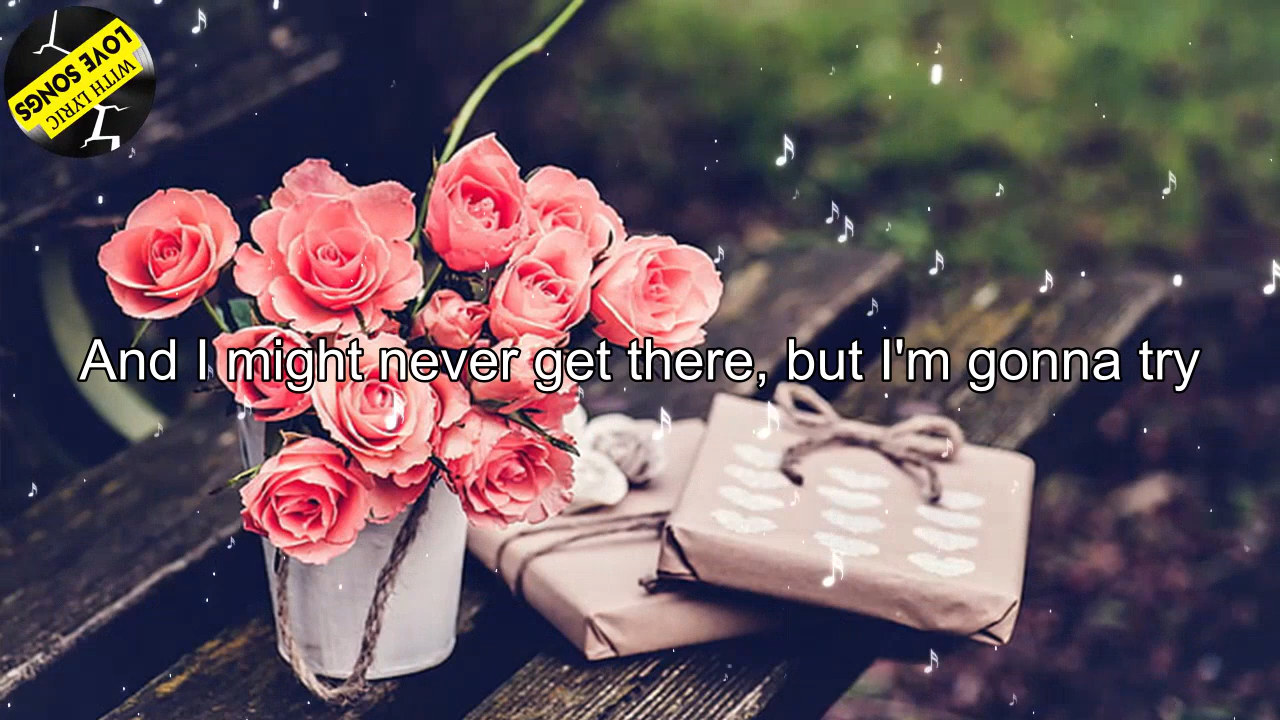 LOVE SONGS
WITH LYRIC
And I might never get there, but I'm gonna try